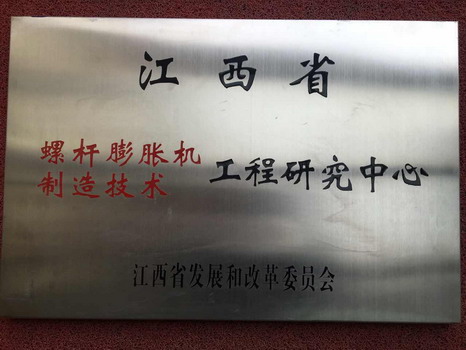 江西省
螺杆膨胀机
制造技术
工程研究中心
江西省发展和改革委员会